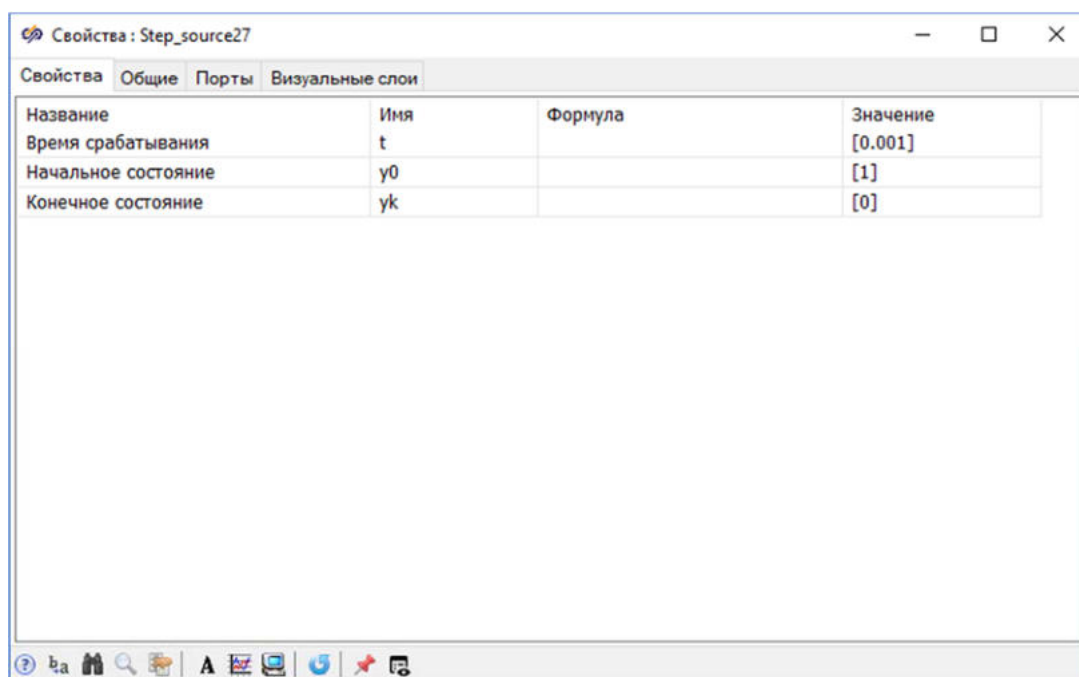 Свойства : Step_source27
Свойства Общие Порты Визуальные слои
Название Имя Формула Значение
Время срабатывания t [0.001]
Начальное состояние y0 [1]
Конечное состояние yk [0]
? ba A